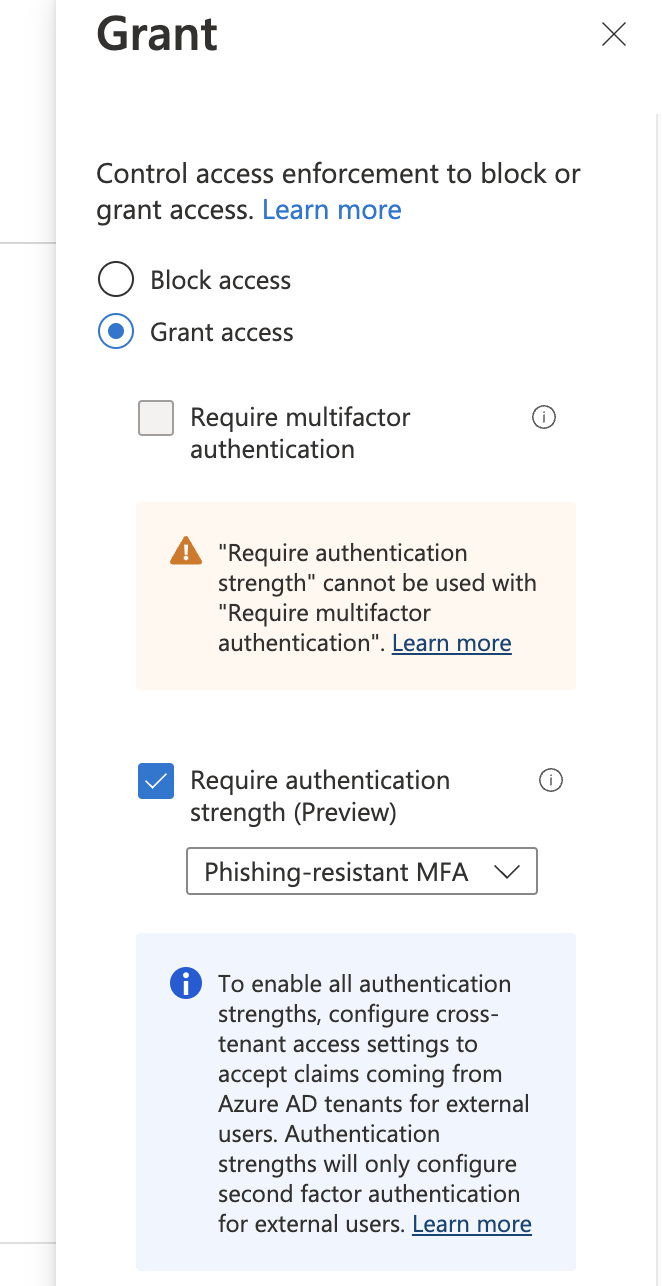 Grant
Control access enforcement to block or
grant access. Learn more
Block access
Grant access
Require multifactor
authentication
"Require authentication
strength" cannot be used with
"Require multifactor
authentication". Learn more
Require authentication
strength (Preview)
Phishing-resistant MFA
To enable all authentication
strengths, configure cross-
tenant access settings to
accept claims coming from
Azure AD tenants for external
users. Authentication
strengths will only configure
second factor authentication
for external users. Learn more